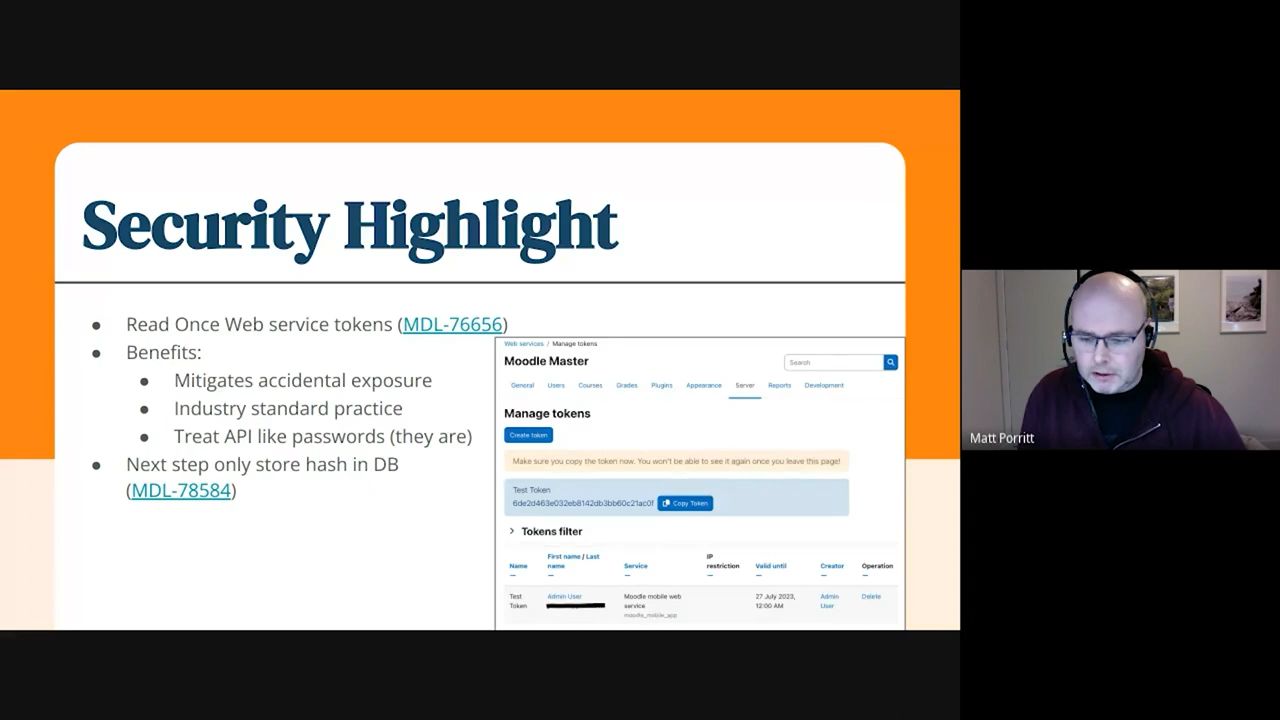 Security Highlight
● Read Once Web service tokens (MDL-76656)
● Benefits:
● Mitigates accidental exposure
● Industry standard practice
● Treat API like passwords (they are)
● Next step only store hash in DB
(MDL-78584)
Web services / Manage tokens
Moodle Master
Search
General Users Courses Grades Plugins Appearance Server Reports Development
Manage tokens
Create token
Make sure you copy the token now. You won't be able to see it again once you leave this page!
Test Token
6de2d463e032eb8142db3bb60c21ac0f Copy Token
Tokens filter
Name First name / Last name Service IP restriction Valid until Creator Operation
Test Token Admin User Moodle mobile web service 27 July 2023, 12:00 AM Admin User Delete
moodle_mobile_app
Matt Porritt